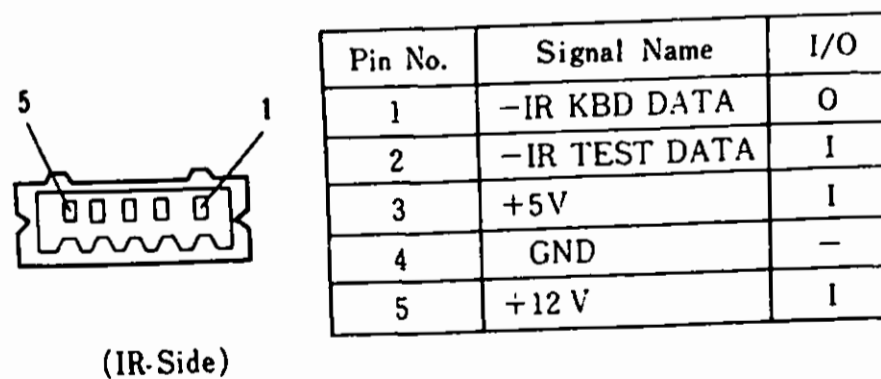 5
1
(IR-Side)
Pin No. Signal Name I/O
1 -IR KBD DATA O
2 -IR TEST DATA I
3 +5V I
4 GND -
5 +12 V I